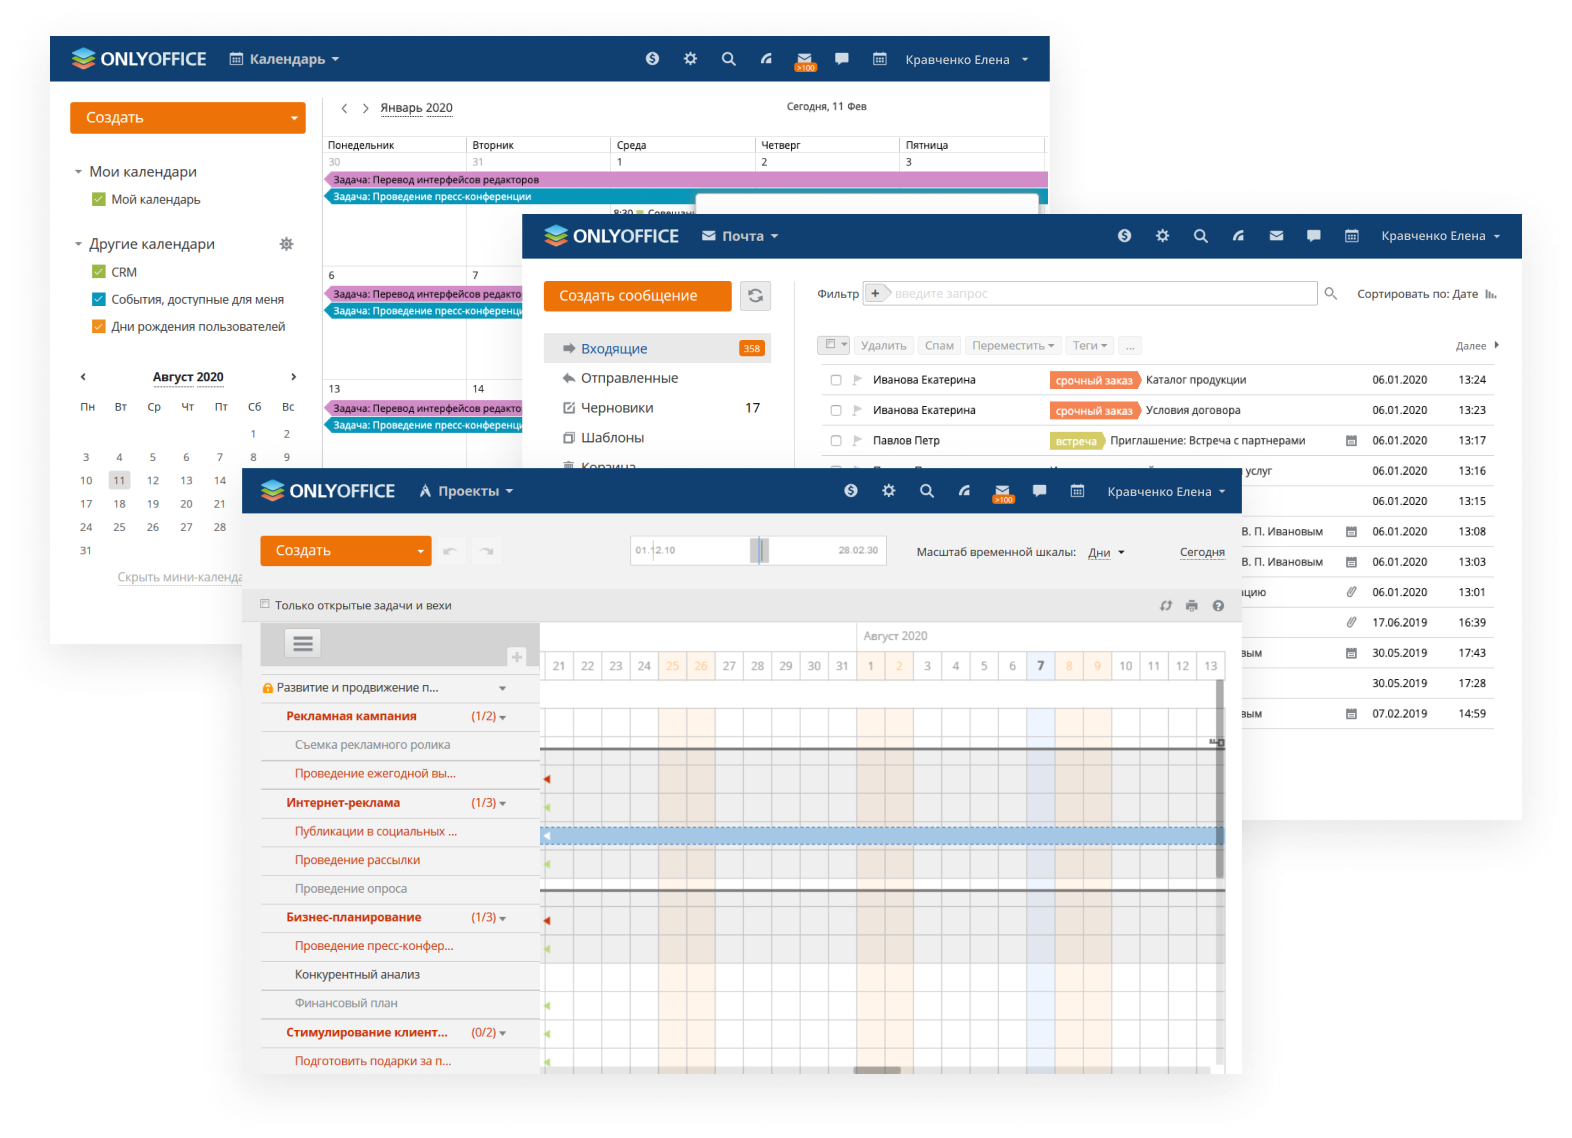 ONLYOFFICE Календарь >100 Кравченко Елена
Создать
Мои календари
Мой календарь
Другие календари
CRM
События, доступные для меня
Дни рождения пользователей
Август 2020
Пн Вт Ср Чт Пт Сб Вс
1 2
3 4 5 6 7 8 9
10 11 12 13 14
17 18 19 20 21
24 25 26 27 28
31
Скрыть мини-календа
Январь 2020 Сегодня, 11 Фев
Понедельник Вторник Среда Четверг Пятница
30 31 1 2 3
Задача: Перевод интерфейсов редакторов
Задача: Проведение пресс-конференции
8:30 Совещан
6 7
Задача: Перевод интерфейсов редакто
Задача: Проведение пресс-конференц
13 14
Задача: Перевод интерфейсов редакто
Задача: Проведение пресс-конференц
ONLYOFFICE Почта Кравченко Елена
Создать сообщение
Входящие 358
Отправленные
Черновики 17
Шаблоны
Корзина
Фильтр + введите запрос Сортировать по: Дате
Удалить Спам Переместить Теги ... Далее
Иванова Екатерина срочный заказ Каталог продукции 06.01.2020 13:24
Иванова Екатерина срочный заказ Условия договора 06.01.2020 13:23
Павлов Петр встреча Приглашение: Встреча с партнерами 06.01.2020 13:17
услуг 06.01.2020 13:16
06.01.2020 13:15
В. П. Ивановым 06.01.2020 13:08
В. П. Ивановым 06.01.2020 13:03
цию 06.01.2020 13:01
17.06.2019 16:39
вым 30.05.2019 17:43
30.05.2019 17:28
вым 07.02.2019 14:59
ONLYOFFICE Проекты >100 Кравченко Елена
Создать 01.12.10 28.02.30 Масштаб временной шкалы: Дни Сегодня
Только открытые задачи и вехи
Август 2020
21 22 23 24 25 26 27 28 29 30 31 1 2 3 4 5 6 7 8 9 10 11 12 13
Развитие и продвижение п...
Рекламная кампания (1/2)
Съемка рекламного ролика
Проведение ежегодной вы...
Интернет-реклама (1/3)
Публикации в социальных ...
Проведение рассылки
Проведение опроса
Бизнес-планирование (1/3)
Проведение пресс-конфер...
Конкурентный анализ
Финансовый план
Стимулирование клиент... (0/2)
Подготовить подарки за п...